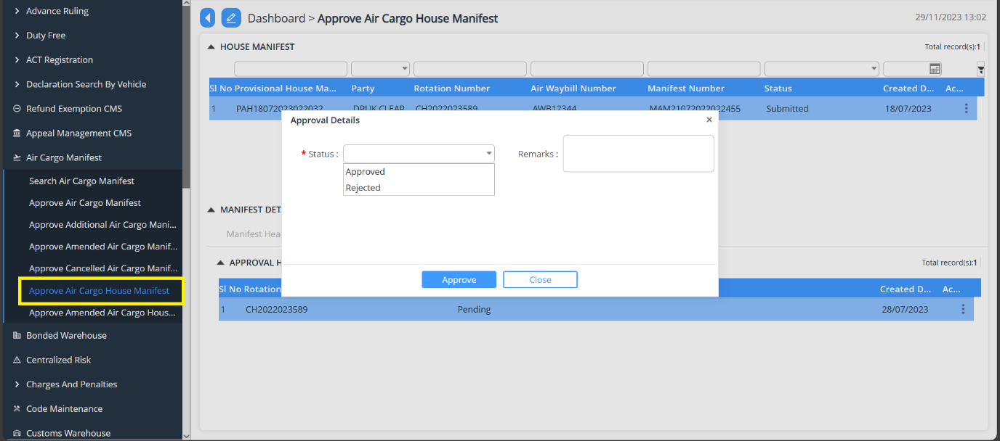 Advance Ruling
Duty Free
ACT Registration
Declaration Search By Vehicle
Refund Exemption CMS
Appeal Management CMS
Air Cargo Manifest
Search Air Cargo Manifest
Approve Air Cargo Manifest
Approve Additional Air Cargo Mani...
Approve Amended Air Cargo Manif...
Approve Cancelled Air Cargo Manif...
Approve Air Cargo House Manifest
Approve Amended Air Cargo Hous...
Bonded Warehouse
Centralized Risk
Charges And Penalties
Code Maintenance
Customs Warehouse
Dashboard > Approve Air Cargo House Manifest
29/11/2023 13:02
HOUSE MANIFEST
Total record(s):1
Sl No Provisional House Ma... Party Rotation Number Air Waybill Number Manifest Number Status Created D... Ac...
1 PAH18072023022032 DRUK CLEAR CH2022023589 AWB12344 MAM21072022022455 Submitted 18/07/2023
Approval Details
* Status :
Remarks :
Approved
Rejected
Approve Close
MANIFEST DET
Manifest Hea
APPROVAL H
Total record(s):1
Sl No Rotation Created D... Ac...
1 CH2022023589 Pending 28/07/2023